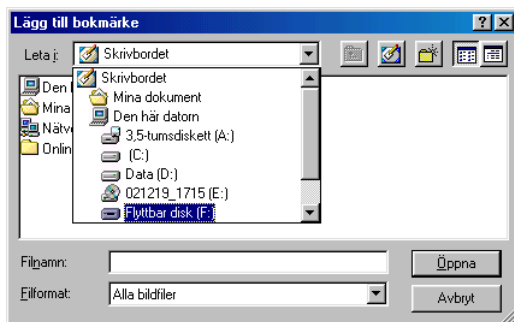 Lägg till bokmärke
Leta i: Skrivbordet
Skrivbordet
Mina dokument
Den här datorn
3,5-tumsdiskett (A:)
(C:)
Data (D:)
021219_1715 (E:)
Flyttbar disk (F:)
Den
Mina
Nätv
Onlin
Filnamn:
Öppna
Filformat: Alla bildfiler
Avbryt